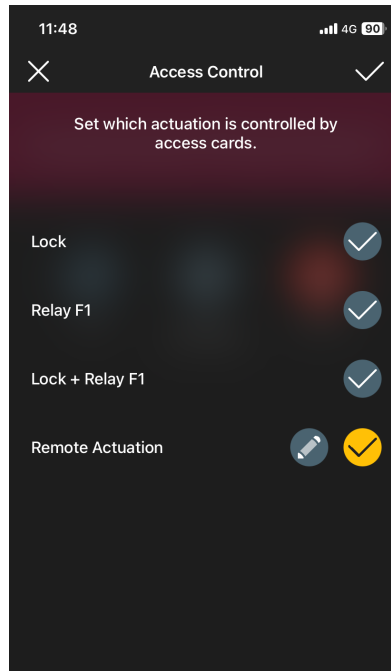 11:48
4G 90
Access Control
Set which actuation is controlled by
access cards.
Lock
Relay F1
Lock + Relay F1
Remote Actuation